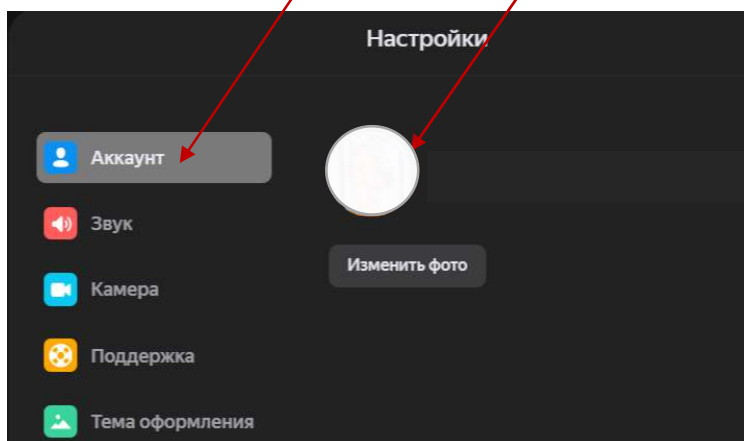 Настройки
Аккаунт
Звук
Изменить фото
Камера
Поддержка
Тема оформления